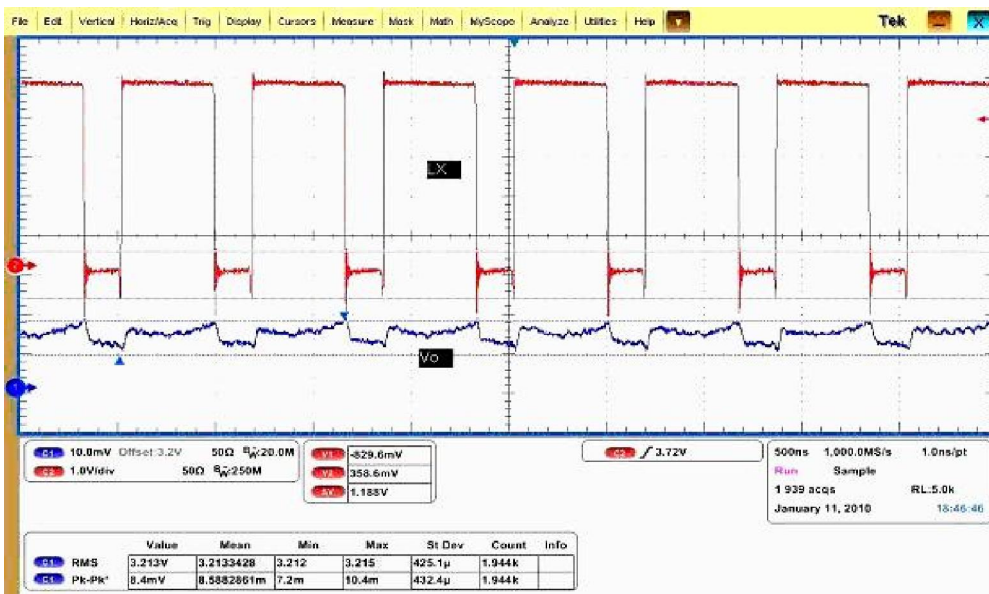 File Edit Vertical Horiz/Acq Trig Display Cursors Measure Mask Math MyScope Analyze Utilities Help Tek X
LX
2
Vo
1
C1 10.0mV Offset:3.2V 50Ω BW:20.0M
C2 1.0V/div 50Ω BW:250M
V1 -829.6mV
V2 358.6mV
ΔV 1.188V
C2 / 3.72V
500ns 1,000.0MS/s 1.0ns/pt
Run Sample
1 939 acqs RL:5.0k
January 11, 2010 18:46:46
Value Mean Min Max St Dev Count Info
C1 RMS 3.213V 3.2133428 3.212 3.215 425.1µ 1.944k
C1 Pk-Pk* 8.4mV 8.5882861m 7.2m 10.4m 432.4µ 1.944k